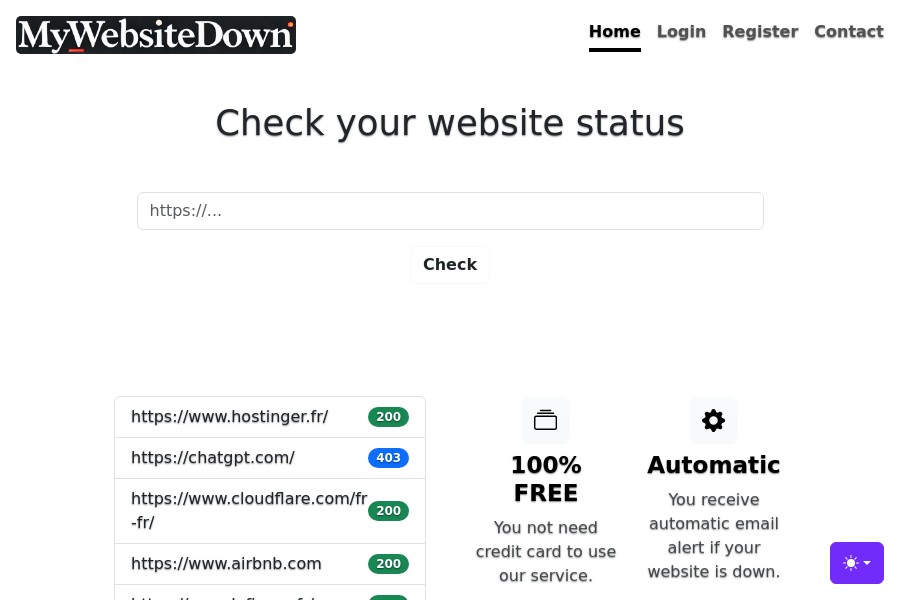 MyWebsiteDown
Home Login Register Contact
Check your website status
https://...
Check
https://www.hostinger.fr/ 200
https://chatgpt.com/ 403
https://www.cloudflare.com/fr
-fr/ 200
https://www.airbnb.com 200
100%
FREE
You not need
credit card to use
our service.
Automatic
You receive
automatic email
alert if your
website is down.